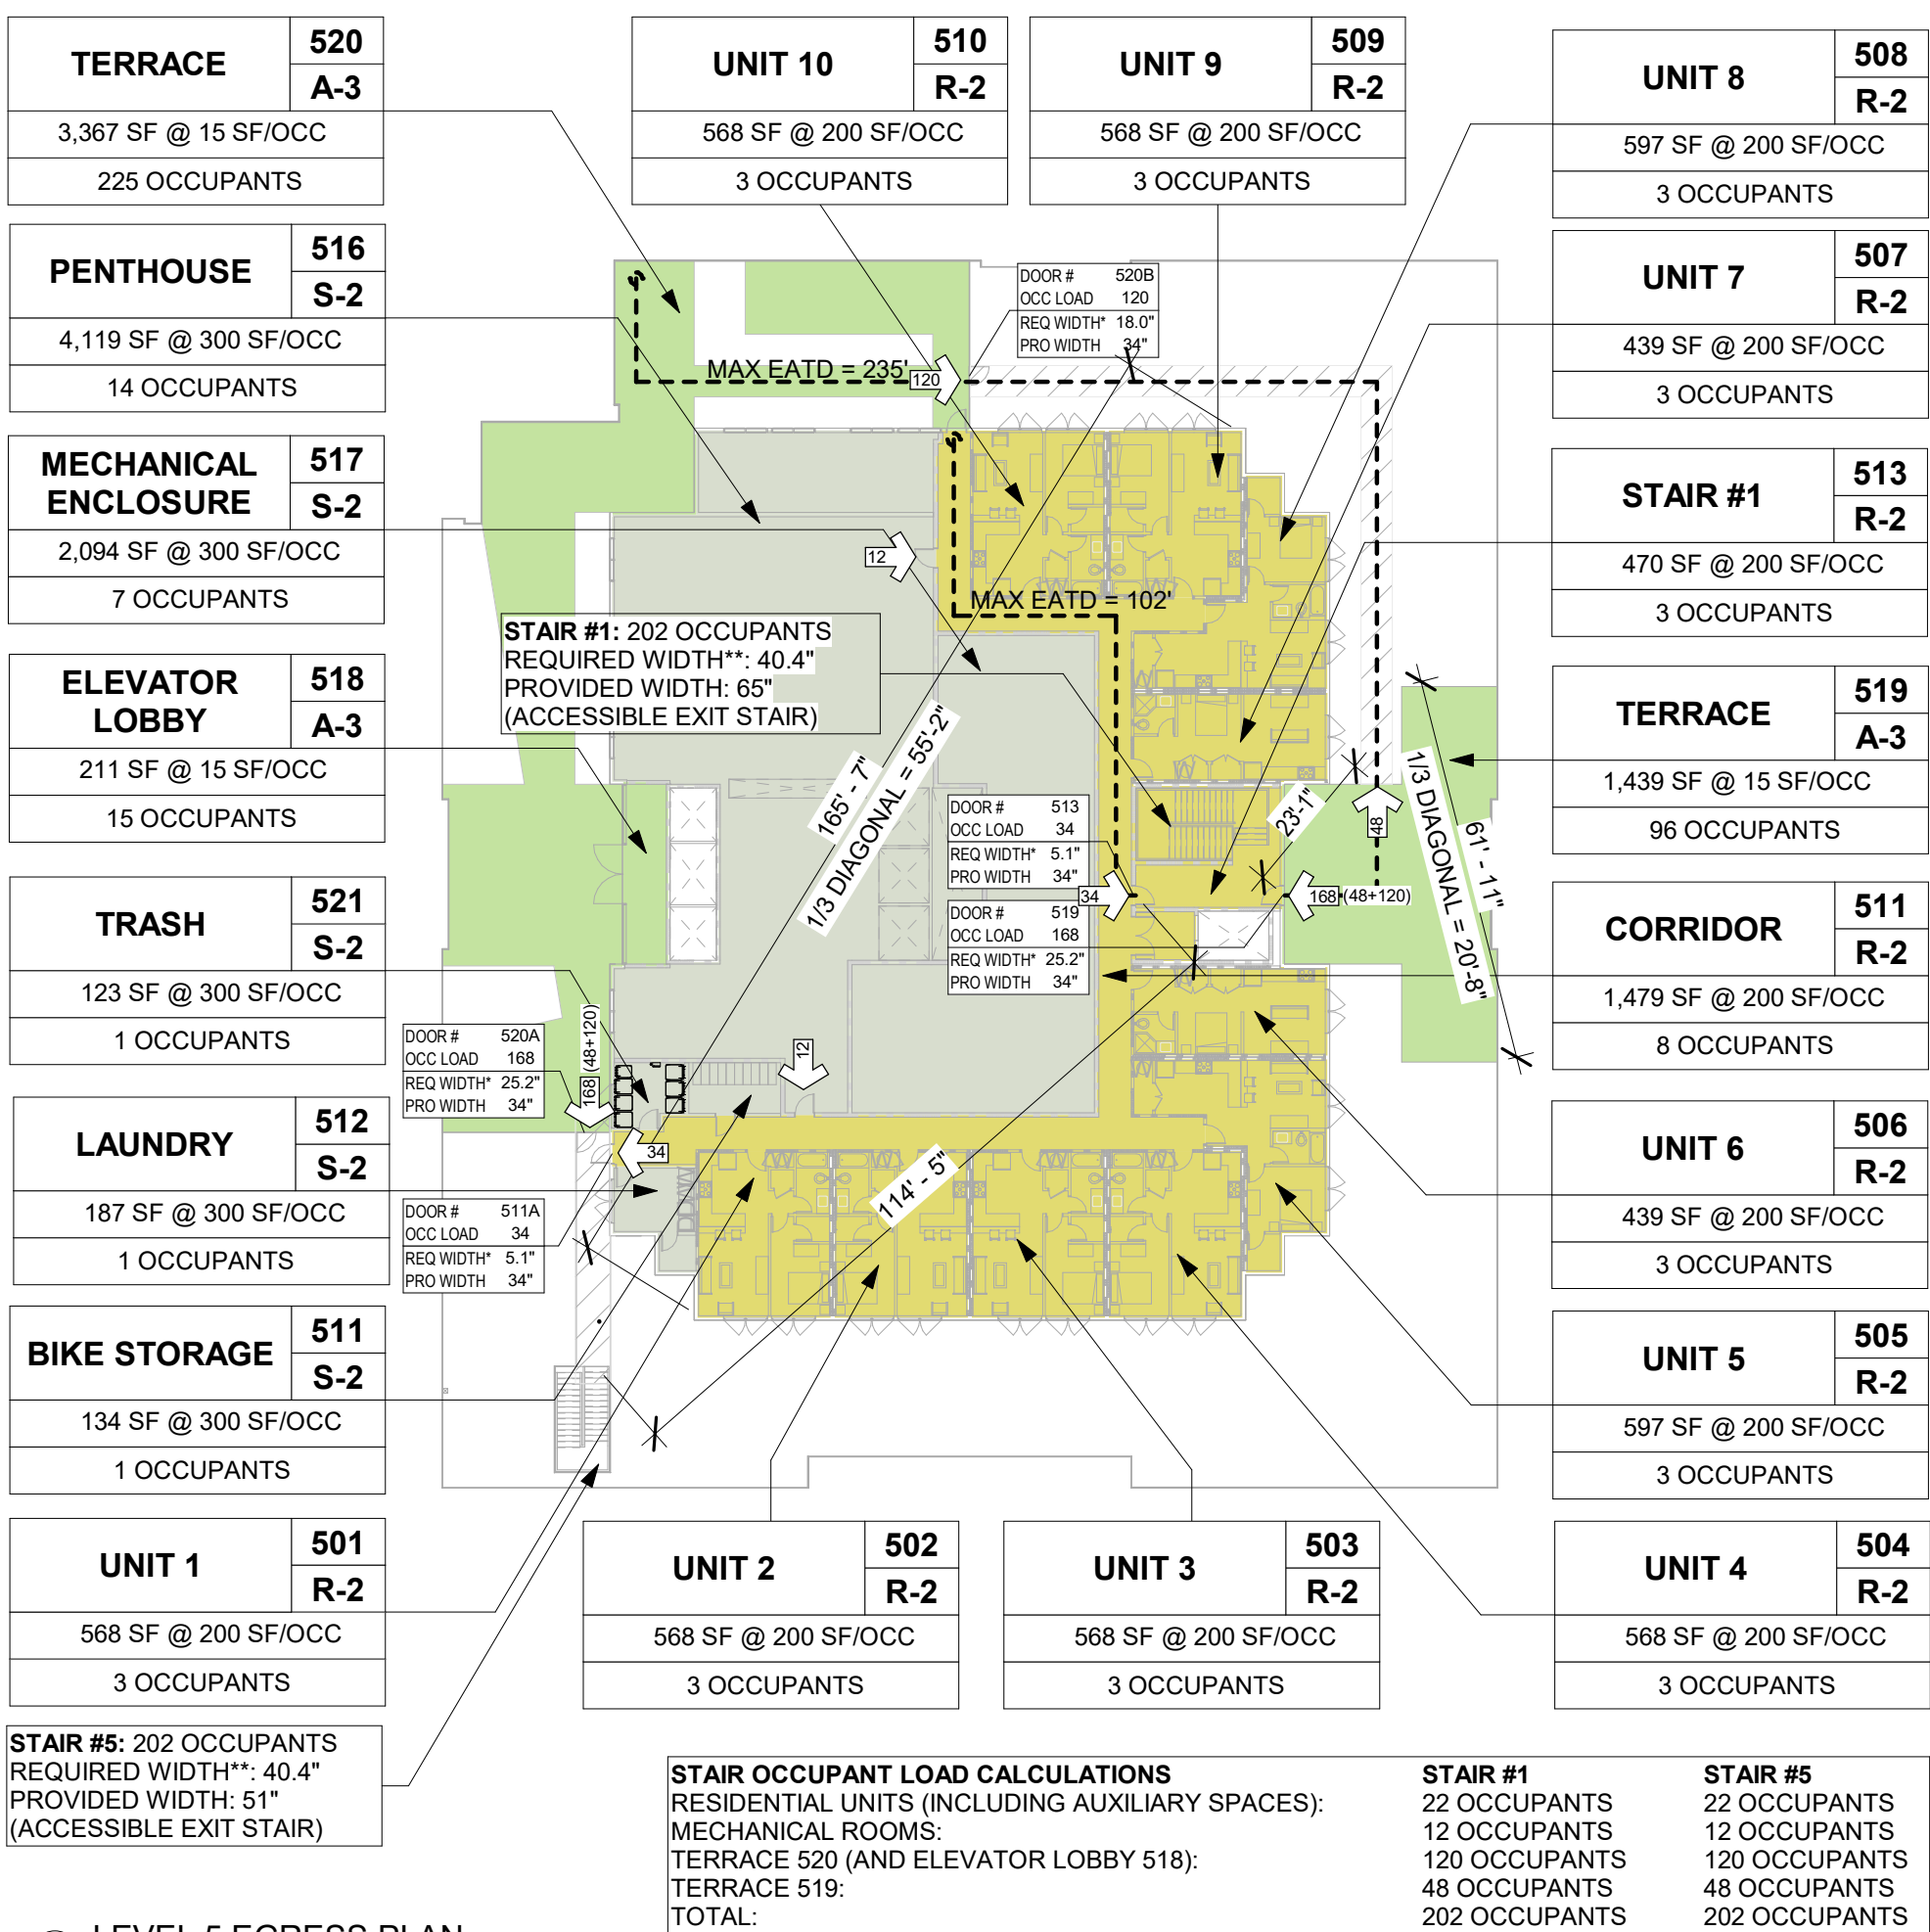 TERRACE
520
A-3
3,367 SF @ 15 SF/OCC
225 OCCUPANTS
UNIT 10
510
R-2
568 SF @ 200 SF/OCC
3 OCCUPANTS
UNIT 9
509
R-2
568 SF @ 200 SF/OCC
3 OCCUPANTS
UNIT 8
508
R-2
597 SF @ 200 SF/OCC
3 OCCUPANTS
PENTHOUSE
516
S-2
4,119 SF @ 300 SF/OCC
14 OCCUPANTS
UNIT 7
507
R-2
439 SF @ 200 SF/OCC
3 OCCUPANTS
MECHANICAL
ENCLOSURE
517
S-2
2,094 SF @ 300 SF/OCC
7 OCCUPANTS
STAIR #1
513
R-2
470 SF @ 200 SF/OCC
3 OCCUPANTS
ELEVATOR
LOBBY
518
A-3
211 SF @ 15 SF/OCC
15 OCCUPANTS
TERRACE
519
A-3
1,439 SF @ 15 SF/OCC
96 OCCUPANTS
TRASH
521
S-2
123 SF @ 300 SF/OCC
1 OCCUPANTS
CORRIDOR
511
R-2
1,479 SF @ 200 SF/OCC
8 OCCUPANTS
LAUNDRY
512
S-2
187 SF @ 300 SF/OCC
1 OCCUPANTS
UNIT 6
506
R-2
439 SF @ 200 SF/OCC
3 OCCUPANTS
BIKE STORAGE
511
S-2
134 SF @ 300 SF/OCC
1 OCCUPANTS
UNIT 5
505
R-2
597 SF @ 200 SF/OCC
3 OCCUPANTS
UNIT 1
501
R-2
568 SF @ 200 SF/OCC
3 OCCUPANTS
UNIT 2
502
R-2
568 SF @ 200 SF/OCC
3 OCCUPANTS
UNIT 3
503
R-2
568 SF @ 200 SF/OCC
3 OCCUPANTS
UNIT 4
504
R-2
568 SF @ 200 SF/OCC
3 OCCUPANTS
DOOR # 520B
OCC LOAD 120
REQ WIDTH* 18.0"
PRO WIDTH 34"
MAX EATD = 235'
120
12
MAX EATD = 102'
STAIR #1: 202 OCCUPANTS
REQUIRED WIDTH**: 40.4"
PROVIDED WIDTH: 65"
(ACCESSIBLE EXIT STAIR)
165' - 7"
1/3 DIAGONAL = 55'-2"
DOOR # 513
OCC LOAD 34
REQ WIDTH* 5.1"
PRO WIDTH 34"
34
DOOR # 519
OCC LOAD 168
REQ WIDTH* 25.2"
PRO WIDTH 34"
23'-1"
48
168 (48+120)
61' - 11"
1/3 DIAGONAL = 20'-8"
DOOR # 520A
OCC LOAD 168
REQ WIDTH* 25.2"
PRO WIDTH 34"
168 (48+120)
12
34
DOOR # 511A
OCC LOAD 34
REQ WIDTH* 5.1"
PRO WIDTH 34"
114' - 5"
STAIR #5: 202 OCCUPANTS
REQUIRED WIDTH**: 40.4"
PROVIDED WIDTH: 51"
(ACCESSIBLE EXIT STAIR)
STAIR OCCUPANT LOAD CALCULATIONS STAIR #1 STAIR #5
RESIDENTIAL UNITS (INCLUDING AUXILIARY SPACES): 22 OCCUPANTS 22 OCCUPANTS
MECHANICAL ROOMS: 12 OCCUPANTS 12 OCCUPANTS
TERRACE 520 (AND ELEVATOR LOBBY 518): 120 OCCUPANTS 120 OCCUPANTS
TERRACE 519: 48 OCCUPANTS 48 OCCUPANTS
TOTAL: 202 OCCUPANTS 202 OCCUPANTS
LEVEL 5 EGRESS PLAN